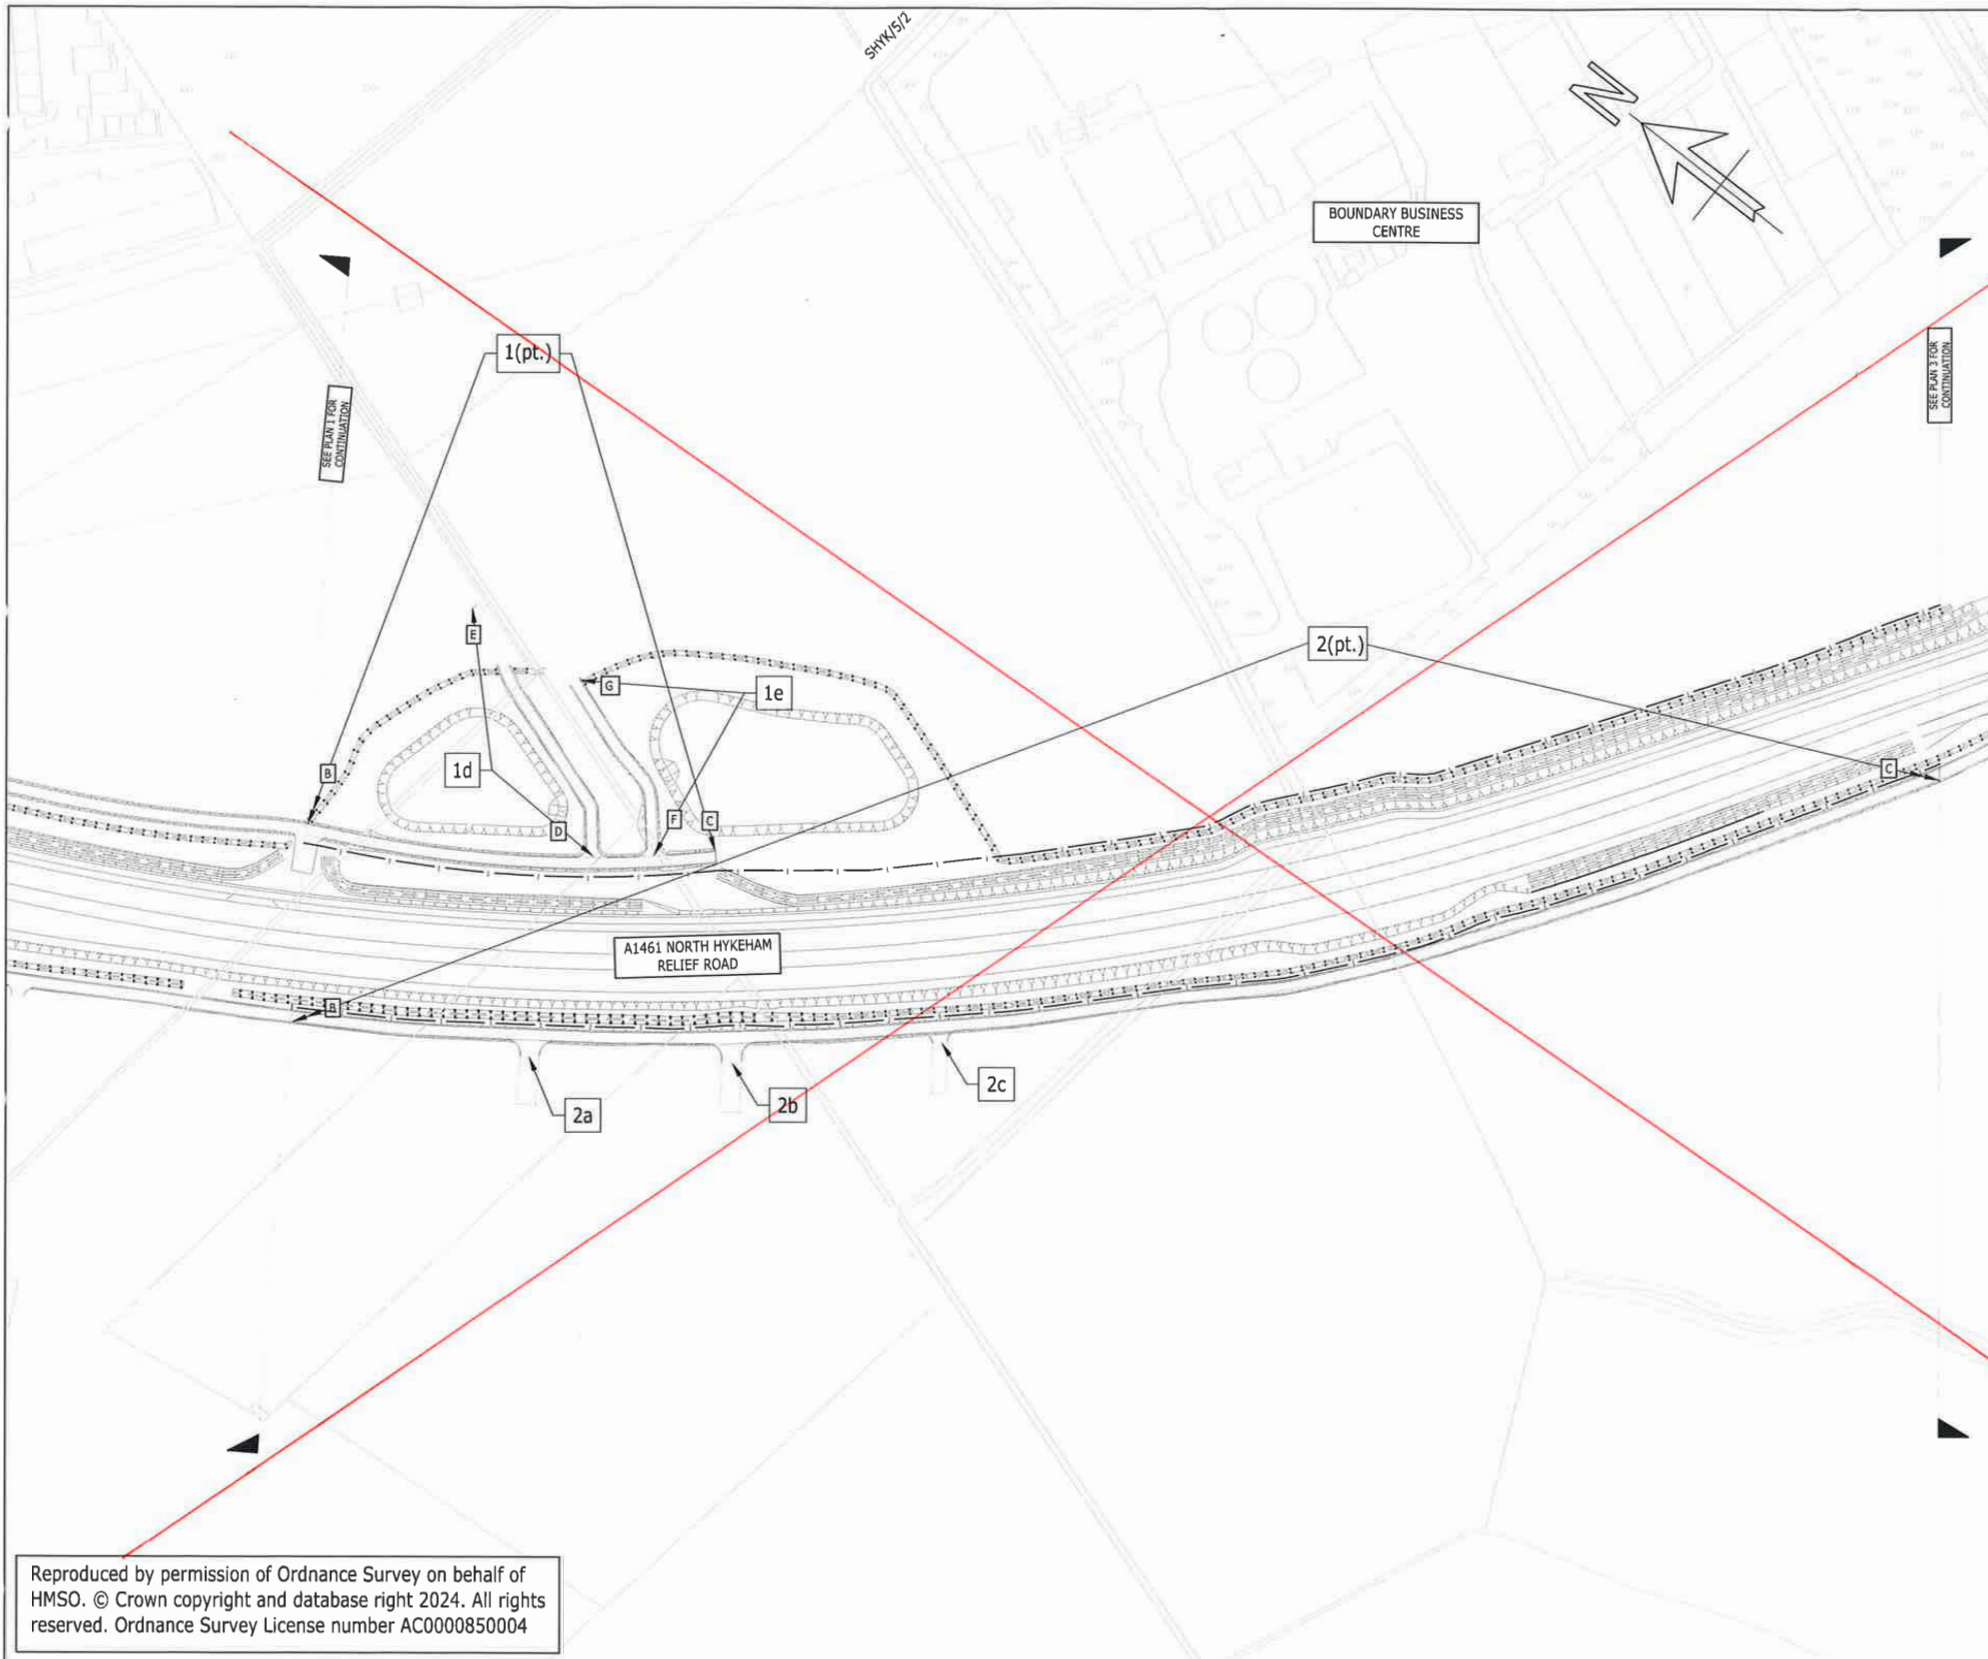 SHYK/5/2
N
BOUNDARY BUSINESS
CENTRE
1(pt.)
SEE PLAN 1 FOR
CONTINUATION
SEE PLAN 3 FOR
CONTINUATION
E
2(pt.)
G
1e
B
1d
C
F
C
D
A1461 NORTH HYKEHAM
RELIEF ROAD
B
2a
2b
2c
Reproduced by permission of Ordnance Survey on behalf of
HMSO. © Crown copyright and database right 2024. All rights
reserved. Ordnance Survey License number AC0000850004